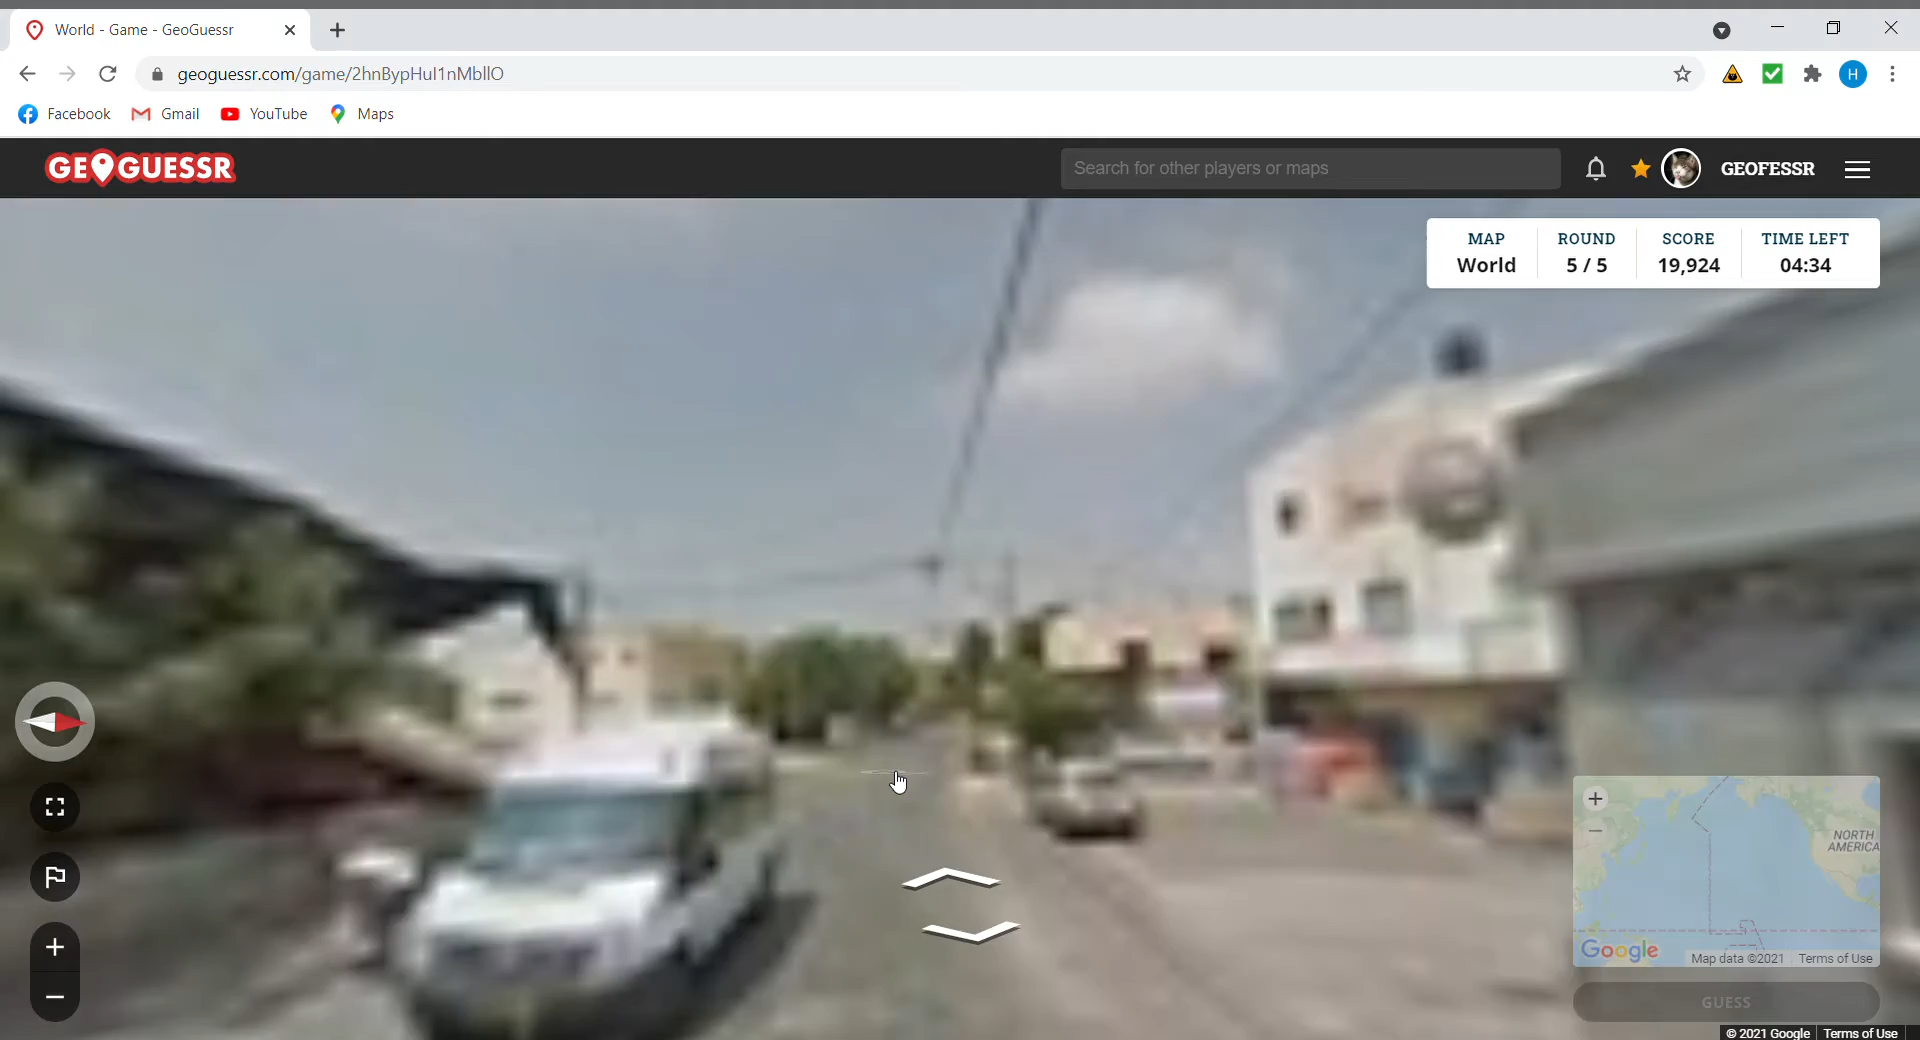 World - Game - GeoGuessr
geoguessr.com/game/2hnBypHuI1nMbllO
Facebook Gmail YouTube Maps
H
GEOGUESSR
Search for other players or maps
GEOFESSR
MAP ROUND SCORE TIME LEFT
World 5 / 5 19,924 04:34
NORTH
AMERICA
Google
Map data ©2021 Terms of Use
GUESS
© 2021 Google Terms of Use